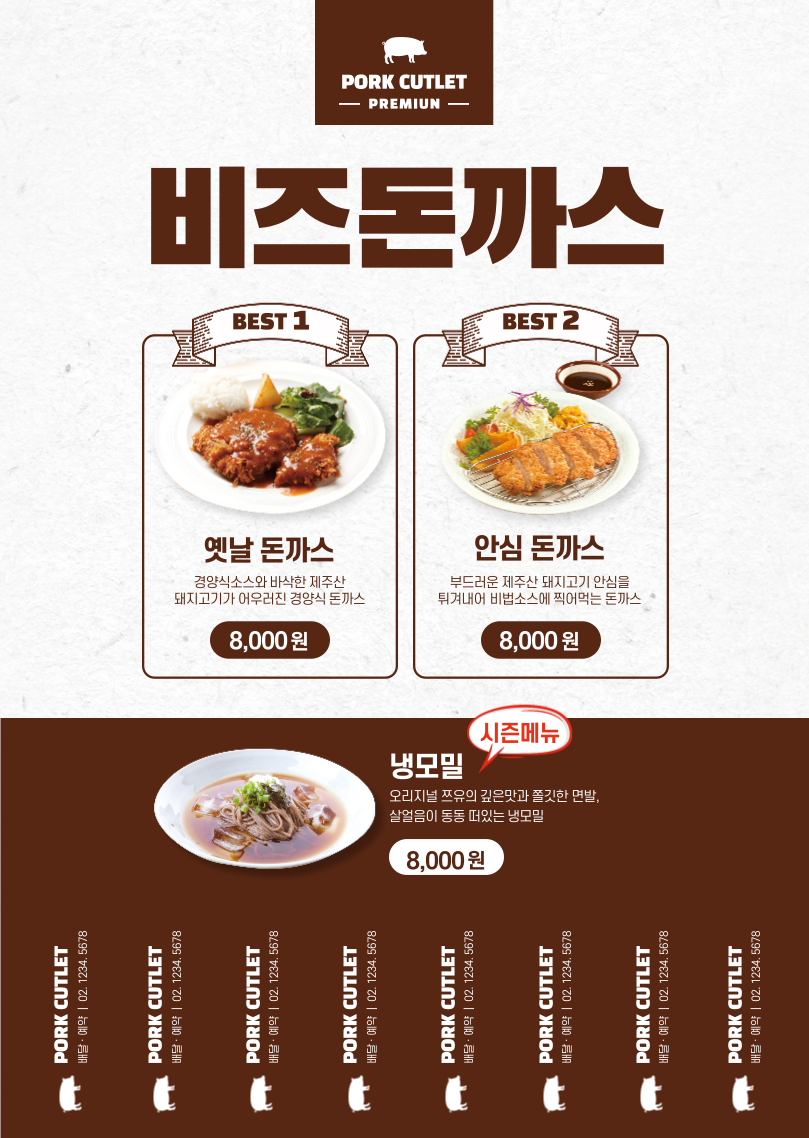 PORK CUTLET
PREMIUN
비즈돈까스
BEST 1
옛날 돈까스
경양식소스와 바삭한 제주산
돼지고기가 어우러진 경양식 돈까스
8,000원
BEST 2
안심 돈까스
부드러운 제주산 돼지고기 안심을
튀겨내어 비법소스에 찍어먹는 돈까스
8,000원
시즌메뉴
냉모밀
오리지널 쯔유의 깊은맛과 쫄깃한 면발,
살얼음이 동동 떠있는 냉모밀
8,000원
PORK CUTLET
배달 · 예약 | 02. 1234. 5678
PORK CUTLET
배달 · 예약 | 02. 1234. 5678
PORK CUTLET
배달 · 예약 | 02. 1234. 5678
PORK CUTLET
배달 · 예약 | 02. 1234. 5678
PORK CUTLET
배달 · 예약 | 02. 1234. 5678
PORK CUTLET
배달 · 예약 | 02. 1234. 5678
PORK CUTLET
배달 · 예약 | 02. 1234. 5678
PORK CUTLET
배달 · 예약 | 02. 1234. 5678